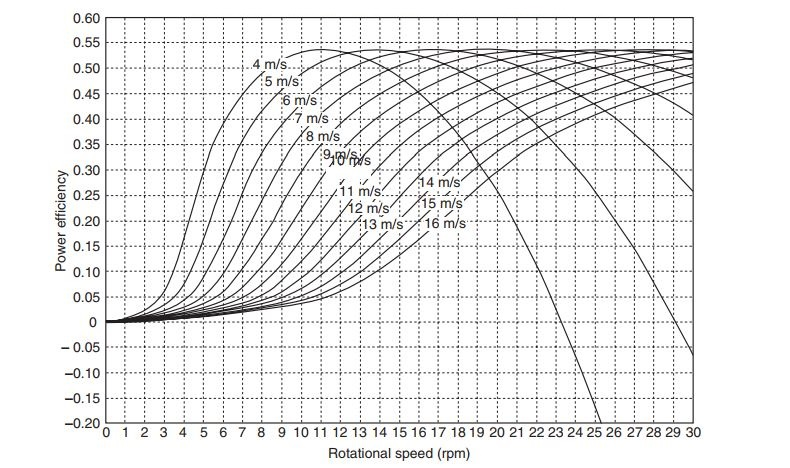 0.60
0.55
0.50
0.45
0.40
0.35
0.30
0.25
0.20
0.15
0.10
0.05
0
– 0.05
–0.10
–0.15
–0.20
Power efficiency
4 m/s
5 m/s
6 m/s
7 m/s
8 m/s
9 m/s
10 m/s
11 m/s
12 m/s
13 m/s
14 m/s
15 m/s
16 m/s
0 1 2 3 4 5 6 7 8 9 10 11 12 13 14 15 16 17 18 19 20 21 22 23 24 25 26 27 28 29 30
Rotational speed (rpm)